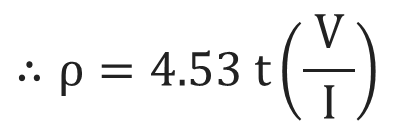 ∴ ρ = 4.53 t(V/I)